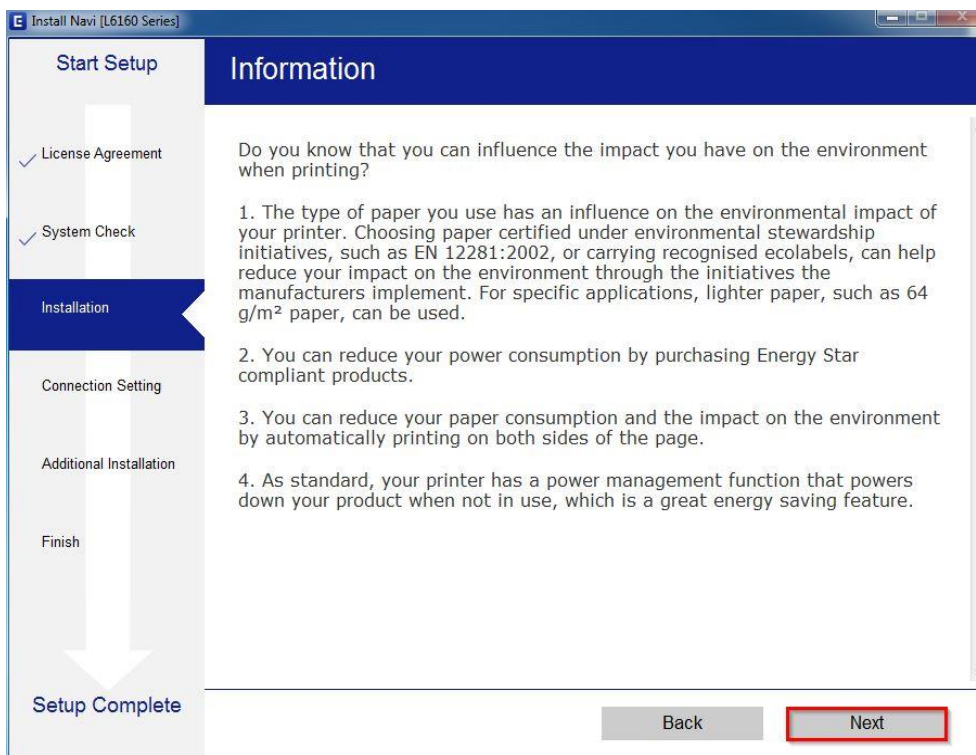 E Install Navi [L6160 Series]
Start Setup
Information
License Agreement
System Check
Installation
Connection Setting
Additional Installation
Finish
Setup Complete
Do you know that you can influence the impact you have on the environment
when printing?
1. The type of paper you use has an influence on the environmental impact of
your printer. Choosing paper certified under environmental stewardship
initiatives, such as EN 12281:2002, or carrying recognised ecolabels, can help
reduce your impact on the environment through the initiatives the
manufacturers implement. For specific applications, lighter paper, such as 64
g/m² paper, can be used.
2. You can reduce your power consumption by purchasing Energy Star
compliant products.
3. You can reduce your paper consumption and the impact on the environment
by automatically printing on both sides of the page.
4. As standard, your printer has a power management function that powers
down your product when not in use, which is a great energy saving feature.
Back
Next